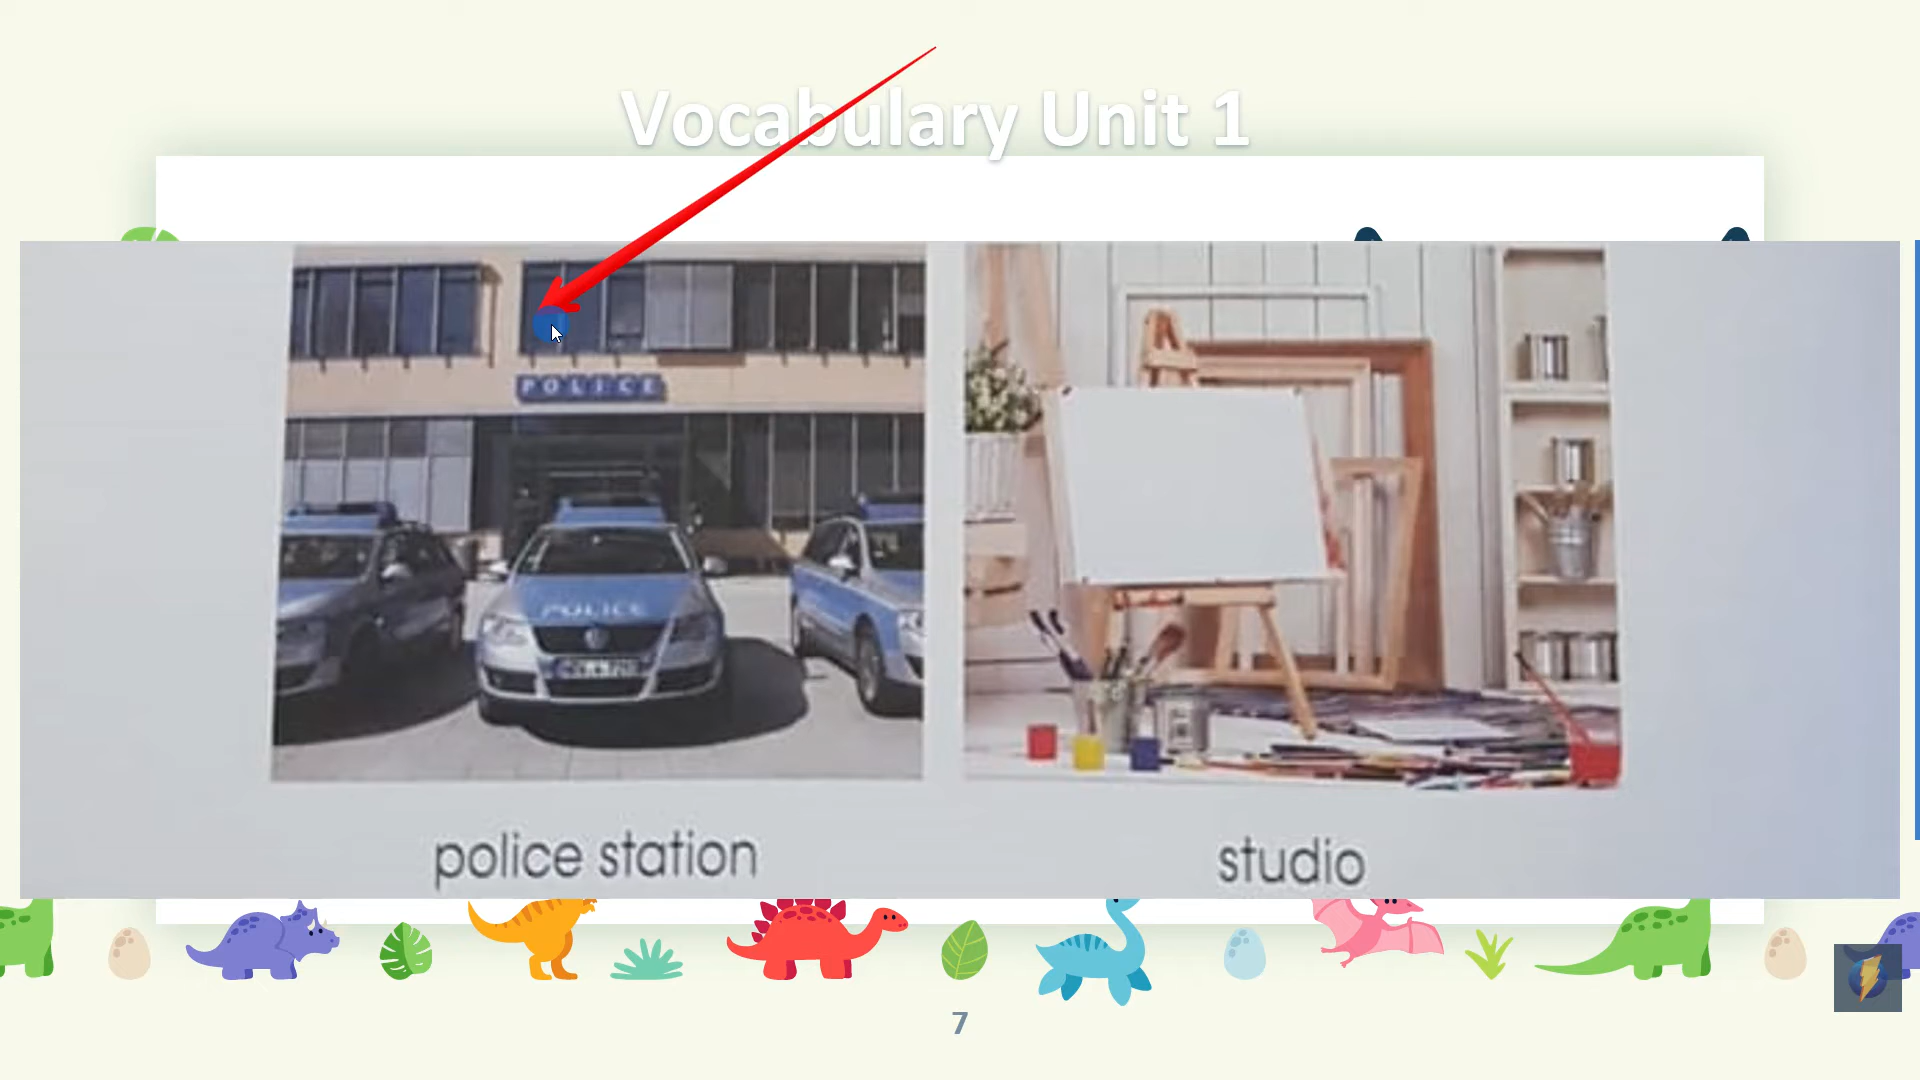 Vocabulary Unit 1
POLICE
POLICE
police station
studio
7